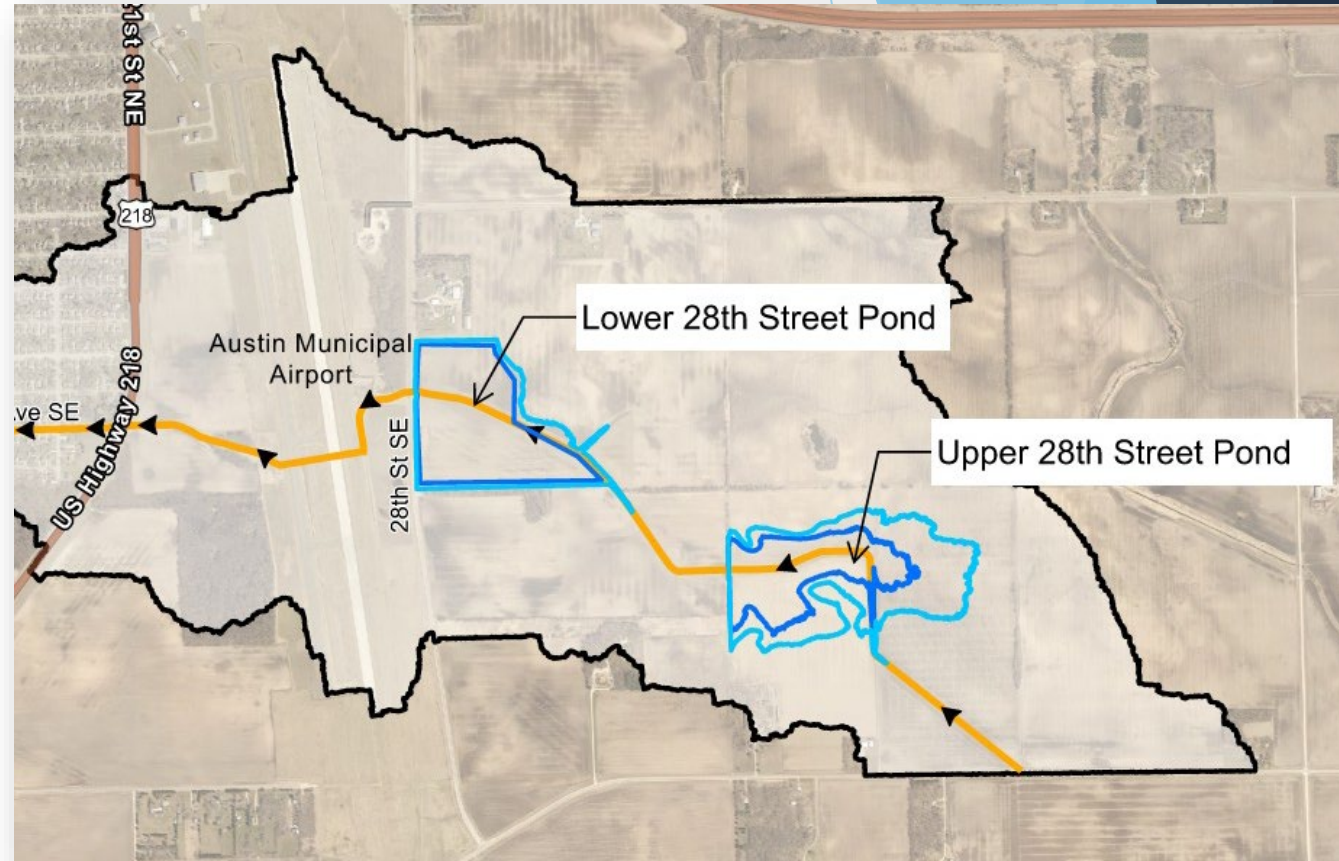 1st St NE
218
Lower 28th Street Pond
Austin Municipal
Airport
ve SE
28th St SE
US Highway 218
Upper 28th Street Pond